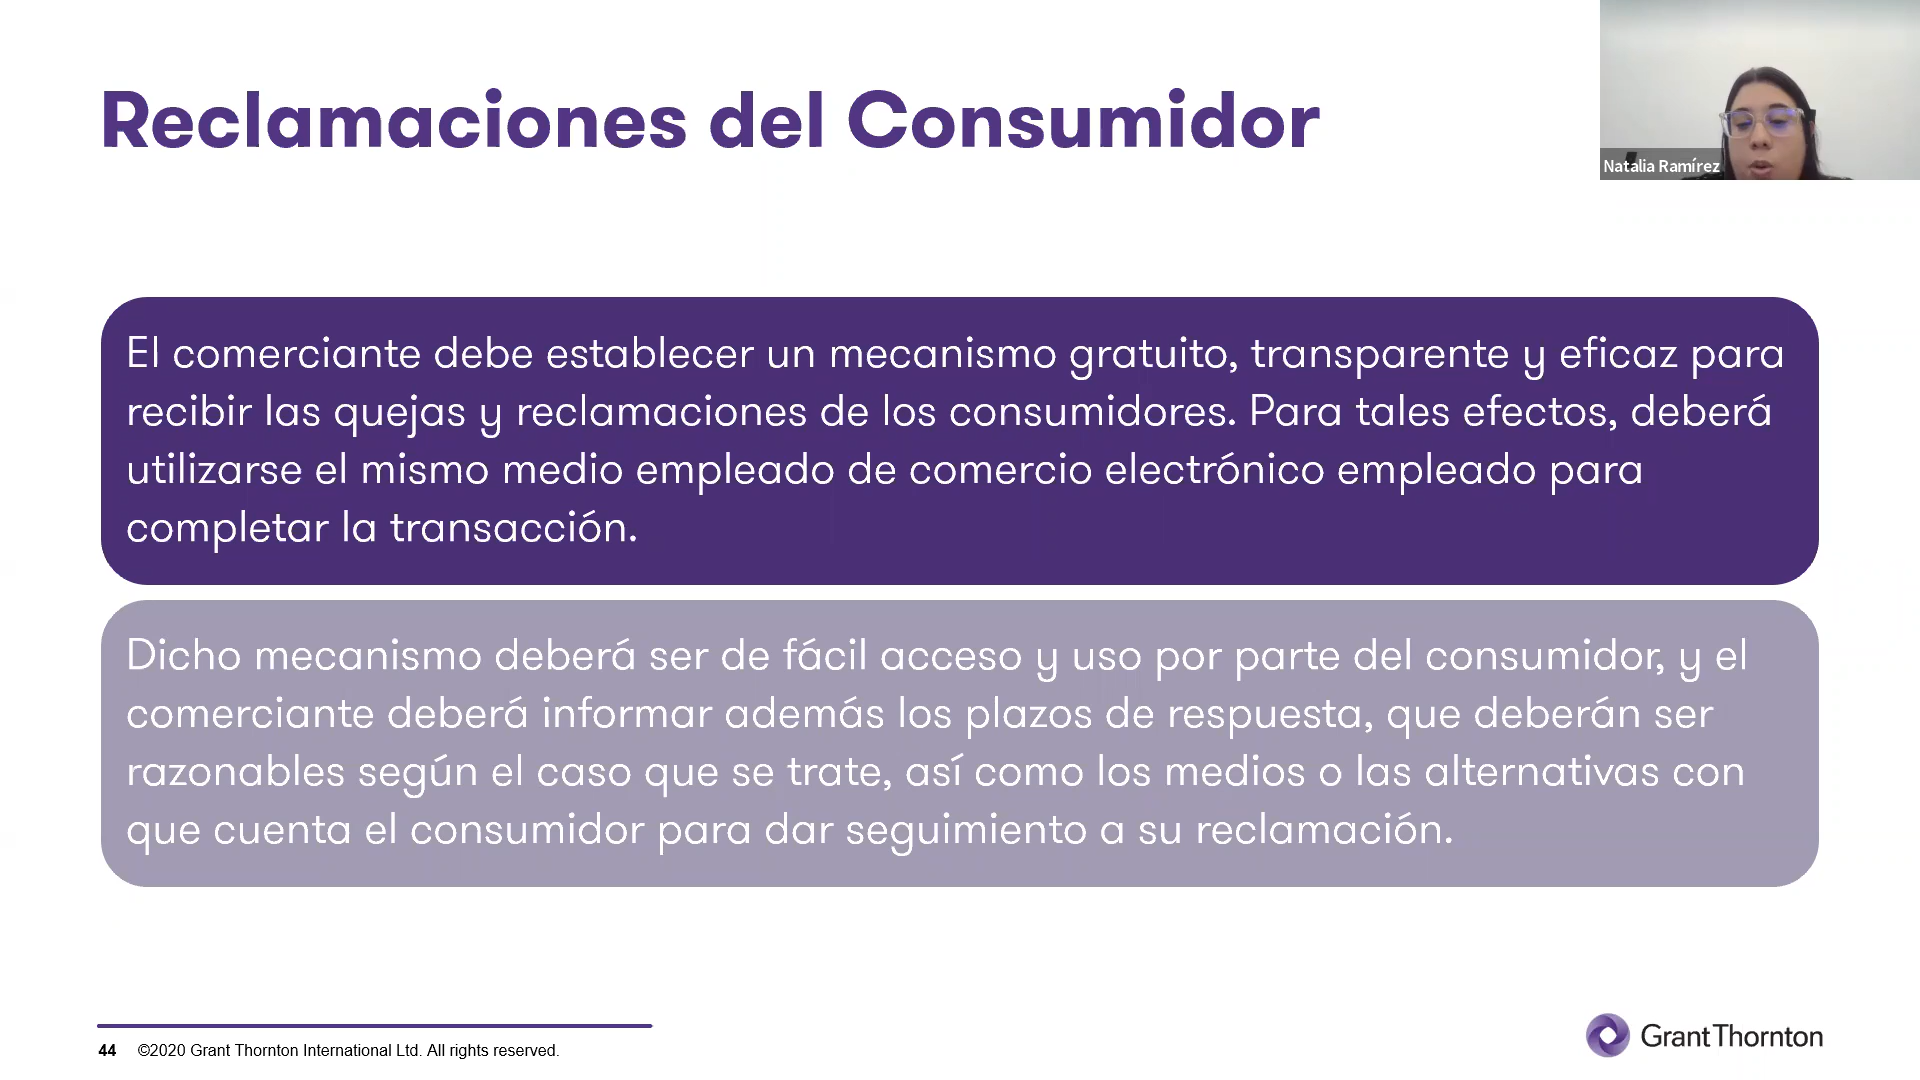 Reclamaciones del Consumidor
Natalia Ramírez
El comerciante debe establecer un mecanismo gratuito, transparente y eficaz para
recibir las quejas y reclamaciones de los consumidores. Para tales efectos, deberá
utilizarse el mismo medio empleado de comercio electrónico empleado para
completar la transacción.
Dicho mecanismo deberá ser de fácil acceso y uso por parte del consumidor, y el
comerciante deberá informar además los plazos de respuesta, que deberán ser
razonables según el caso que se trate, así como los medios o las alternativas con
que cuenta el consumidor para dar seguimiento a su reclamación.
44 ©2020 Grant Thornton International Ltd. All rights reserved.
Grant Thornton